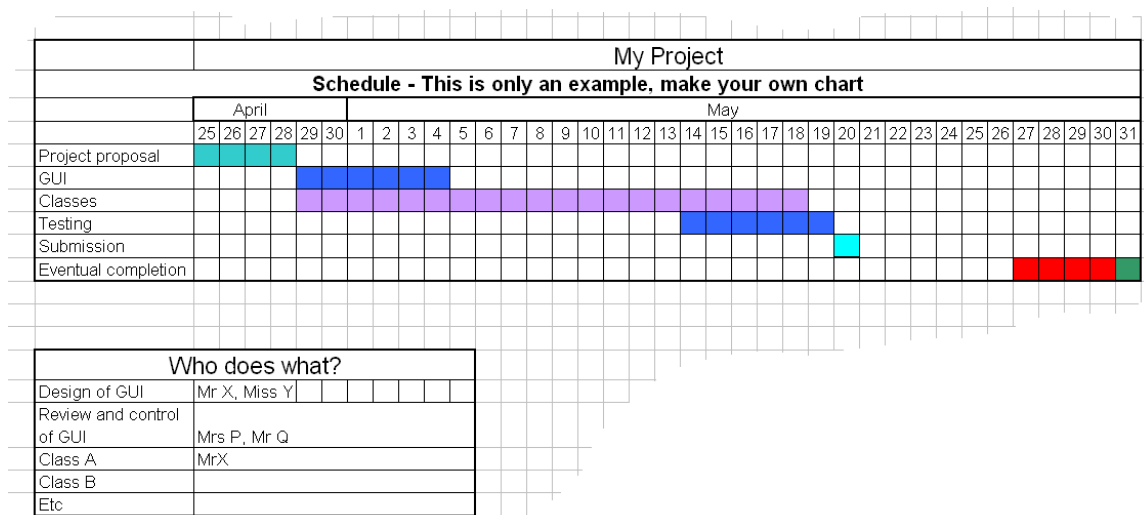 My Project
Schedule - This is only an example, make your own chart
April May
25 26 27 28 29 30 1 2 3 4 5 6 7 8 9 10 11 12 13 14 15 16 17 18 19 20 21 22 23 24 25 26 27 28 29 30 31
Project proposal
GUI
Classes
Testing
Submission
Eventual completion
Who does what?
Design of GUI Mr X, Miss Y
Review and control
of GUI Mrs P, Mr Q
Class A MrX
Class B
Etc